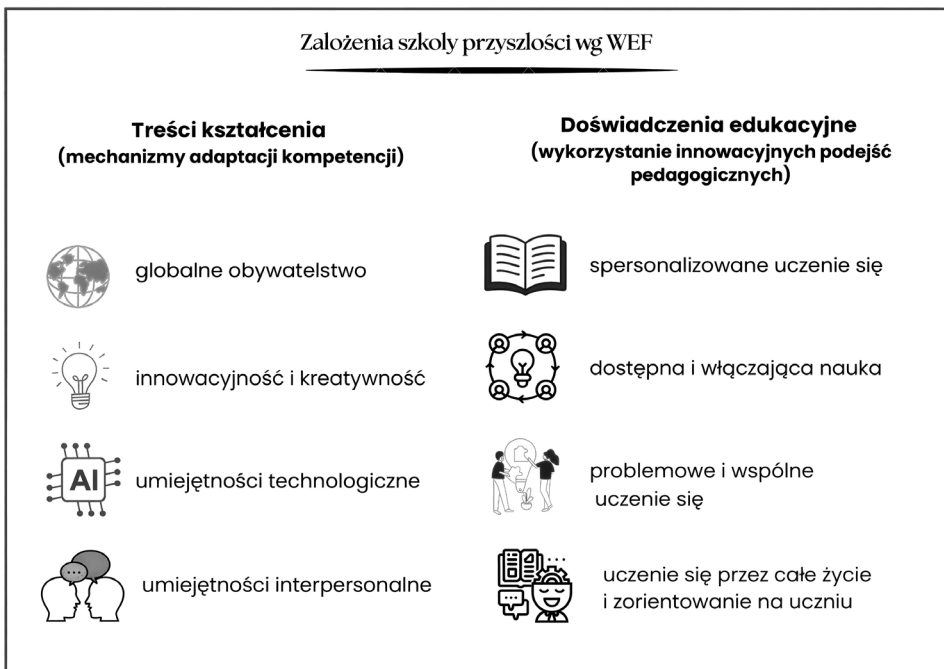 Założenia szkoły przyszłości wg WEF
Treści kształcenia
(mechanizmy adaptacji kompetencji)
globalne obywatelstwo
innowacyjność i kreatywność
AI
umiejętności technologiczne
umiejętności interpersonalne
Doświadczenia edukacyjne
(wykorzystanie innowacyjnych podejść
pedagogicznych)
spersonalizowane uczenie się
dostępna i włączająca nauka
problemowe i wspólne
uczenie się
uczenie się przez całe życie
i zorientowanie na uczniu